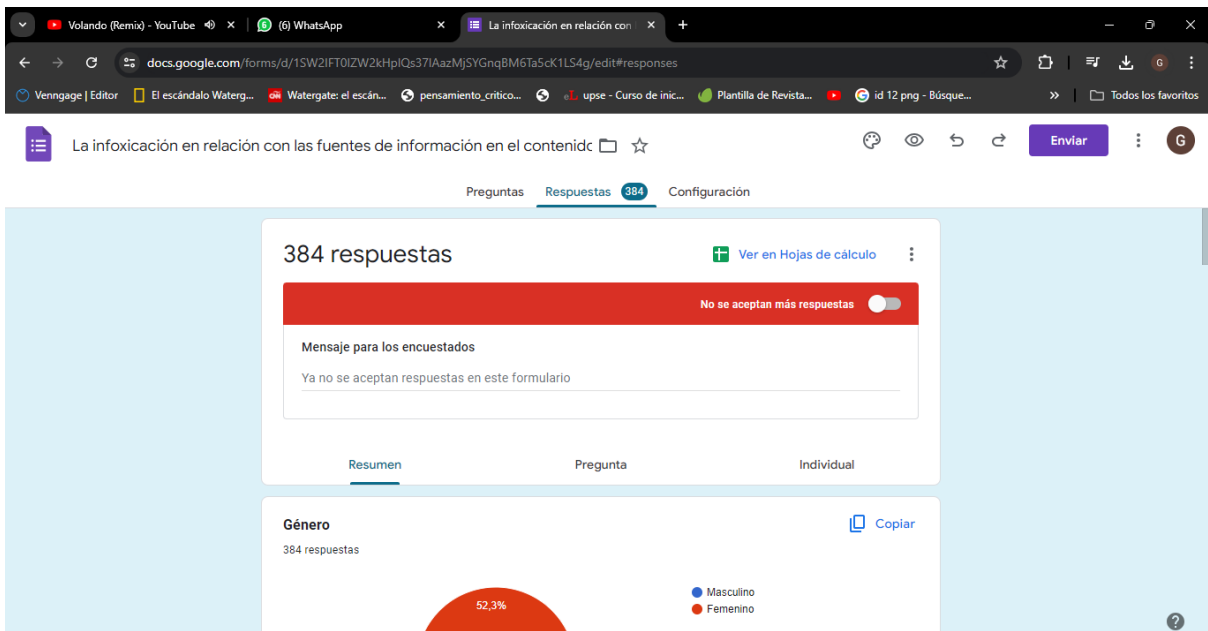 Volando (Remix) - YouTube
(6) WhatsApp
La infoxicación en relación con
docs.google.com/forms/d/1SW2IFT0IZW2kHpIQs37IAazMjSYGnqBM6Ta5cK1LS4g/edit#responses
G
Venngage | Editor
El escándalo Waterg...
Watergate: el escán...
pensamiento_critico...
upse - Curso de inic...
Plantilla de Revista...
id 12 png - Búsque...
»
Todos los favoritos
La infoxicación en relación con las fuentes de información en el contenido
Enviar
G
Preguntas
Respuestas 384
Configuración
384 respuestas
Ver en Hojas de cálculo
No se aceptan más respuestas
Mensaje para los encuestados
Ya no se aceptan respuestas en este formulario
Resumen
Pregunta
Individual
Género
Copiar
384 respuestas
52,3%
Masculino
Femenino